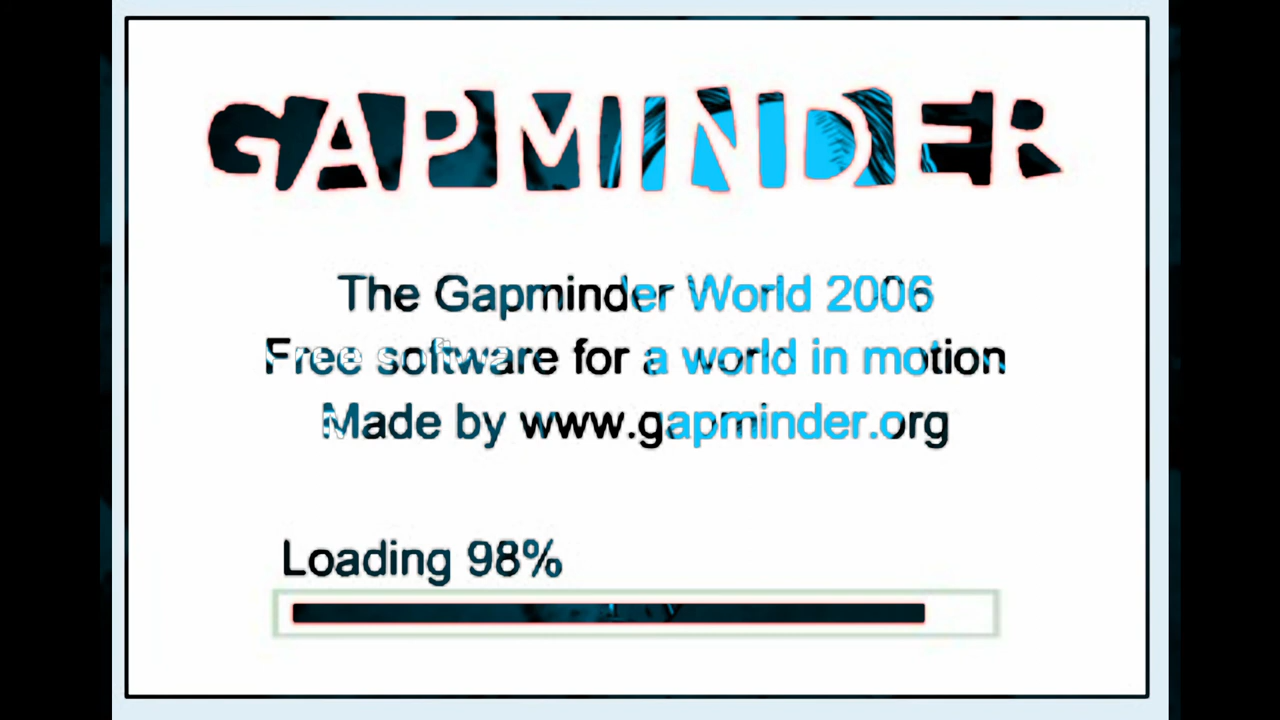 GAPMINDER
The Gapminder World 2006
Free software for a world in motion
Made by www.gapminder.org
Loading 98%